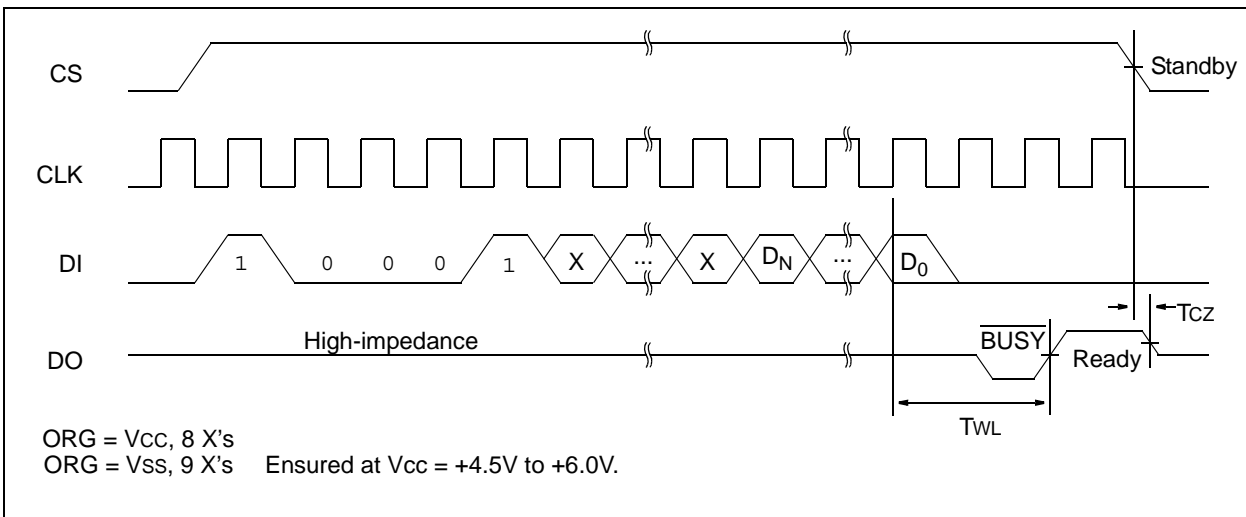 CS
Standby
CLK
DI
1 0 0 0 1 X ... X DN ... D0
TCZ
DO
High-impedance
BUSY
Ready
TWL
ORG = VCC, 8 X's
ORG = VSS, 9 X's Ensured at Vcc = +4.5V to +6.0V.